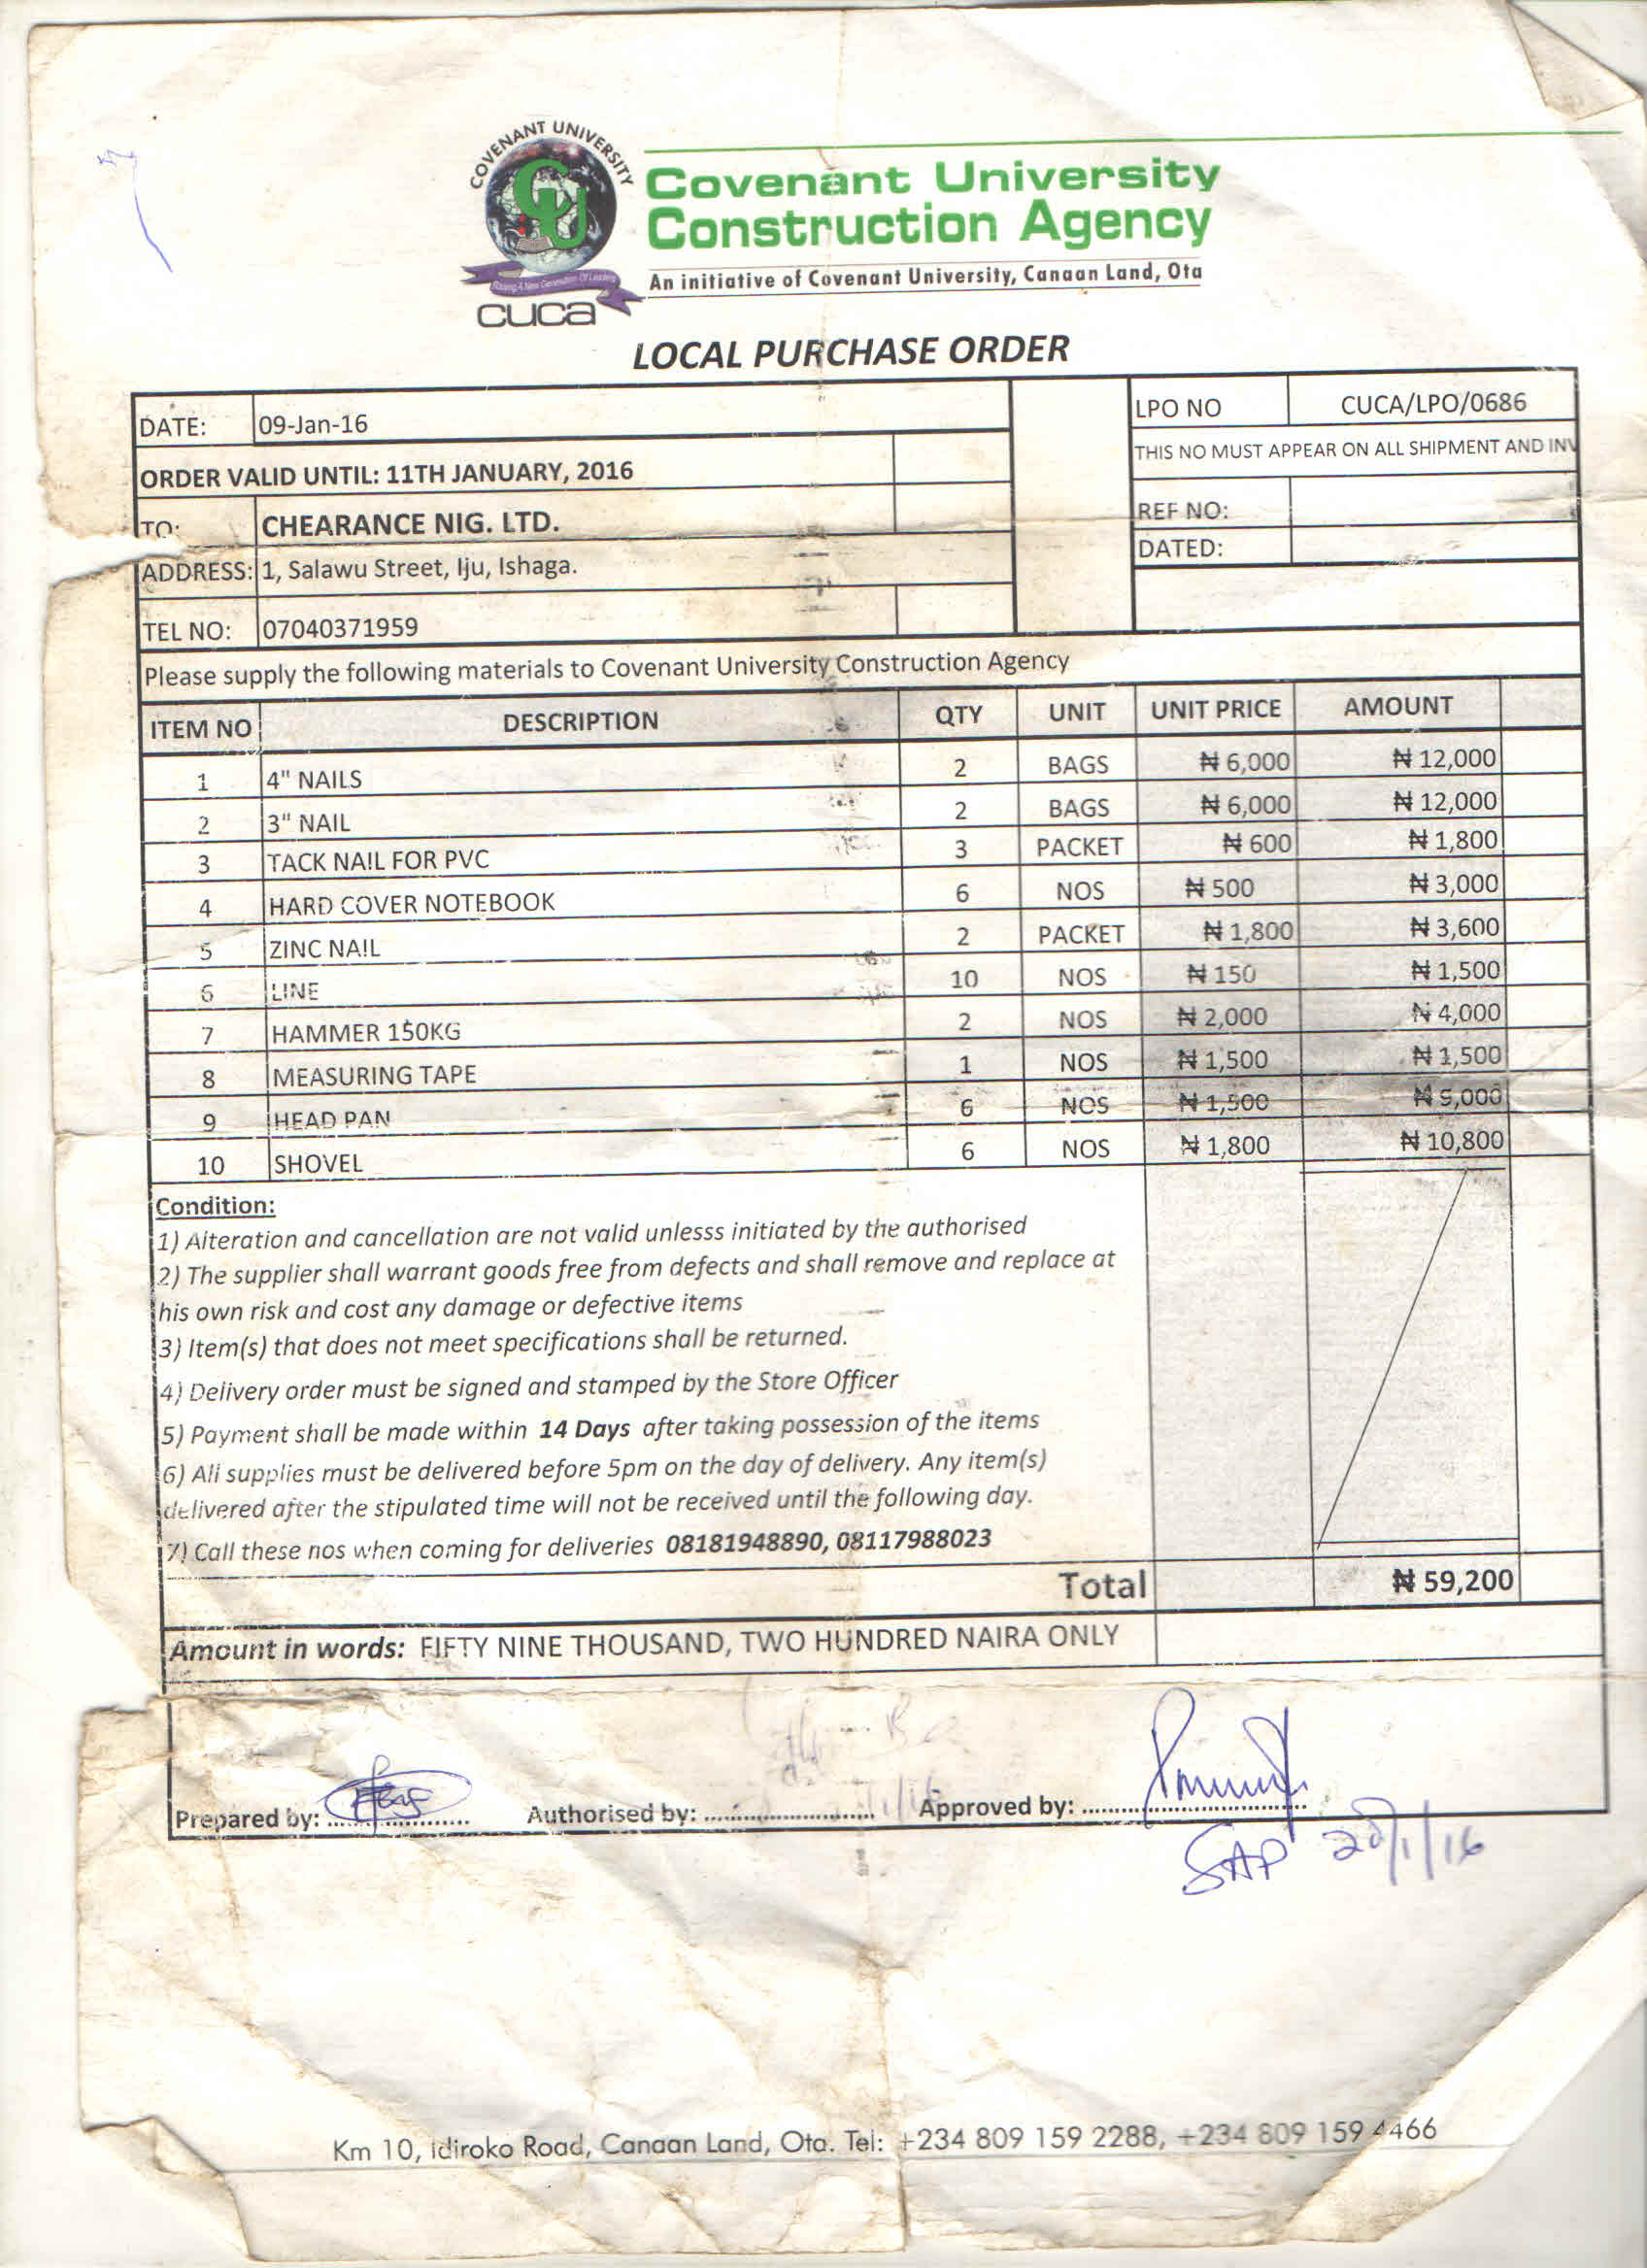 COVENANT UNIVERSITY
Raising A New Generation Of Leaders
cuca
Covenant University
Construction Agency
An initiative of Covenant University, Canaan Land, Ota
LOCAL PURCHASE ORDER
DATE: 09-Jan-16
LPO NO CUCA/LPO/0686
THIS NO MUST APPEAR ON ALL SHIPMENT AND INV
ORDER VALID UNTIL: 11TH JANUARY, 2016
TO: CHEARANCE NIG. LTD.
REF NO:
DATED:
ADDRESS: 1, Salawu Street, Iju, Ishaga.
TEL NO: 07040371959
Please supply the following materials to Covenant University Construction Agency
ITEM NO DESCRIPTION QTY UNIT UNIT PRICE AMOUNT
1 4" NAILS 2 BAGS ₦ 6,000 ₦ 12,000
2 3" NAIL 2 BAGS ₦ 6,000 ₦ 12,000
3 TACK NAIL FOR PVC 3 PACKET ₦ 600 ₦ 1,800
4 HARD COVER NOTEBOOK 6 NOS ₦ 500 ₦ 3,000
5 ZINC NAIL 2 PACKET ₦ 1,800 ₦ 3,600
6 LINE 10 NOS ₦ 150 ₦ 1,500
7 HAMMER 150KG 2 NOS ₦ 2,000 ₦ 4,000
8 MEASURING TAPE 1 NOS ₦ 1,500 ₦ 1,500
9 HEAD PAN 6 NOS ₦ 1,500 ₦ 9,000
10 SHOVEL 6 NOS ₦ 1,800 ₦ 10,800
Condition:
1) Alteration and cancellation are not valid unlesss initiated by the authorised
2) The supplier shall warrant goods free from defects and shall remove and replace at
his own risk and cost any damage or defective items
3) Item(s) that does not meet specifications shall be returned.
4) Delivery order must be signed and stamped by the Store Officer
5) Payment shall be made within 14 Days after taking possession of the items
6) All supplies must be delivered before 5pm on the day of delivery. Any item(s)
delivered after the stipulated time will not be received until the following day.
7) Call these nos when coming for deliveries 08181948890, 08117988023
Total ₦ 59,200
Amount in words: FIFTY NINE THOUSAND, TWO HUNDRED NAIRA ONLY
Prepared by: Authorised by: Approved by:
SAP 20/1/16
Km 10, Idiroko Road, Canaan Land, Ota. Tel: +234 809 159 2288, +234 809 159 4466